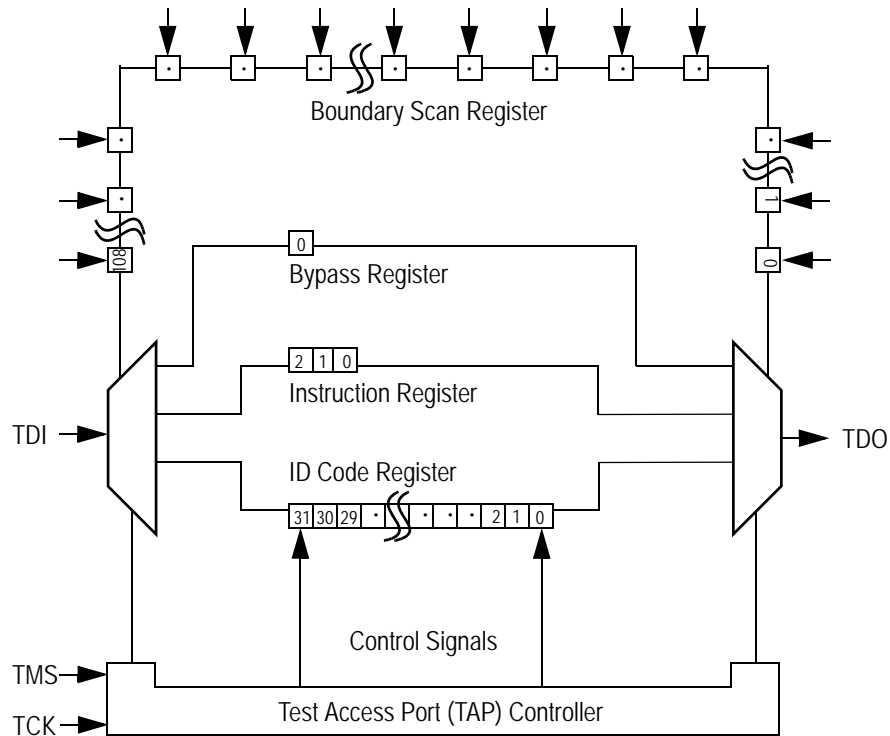 Boundary Scan Register
1
108
0
0
Bypass Register
2 1 0
Instruction Register
TDI
TDO
ID Code Register
31 30 29 · · · · 2 1 0
Control Signals
TMS
Test Access Port (TAP) Controller
TCK